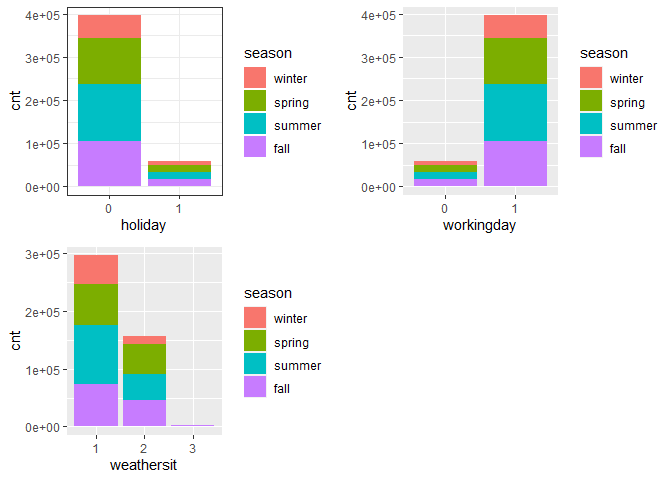 4e+05
3e+05
2e+05
1e+05
0e+00
cnt
0 1
holiday
season
winter
spring
summer
fall
4e+05
3e+05
2e+05
1e+05
0e+00
cnt
0 1
workingday
season
winter
spring
summer
fall
3e+05
2e+05
1e+05
0e+00
cnt
1 2 3
weathersit
season
winter
spring
summer
fall